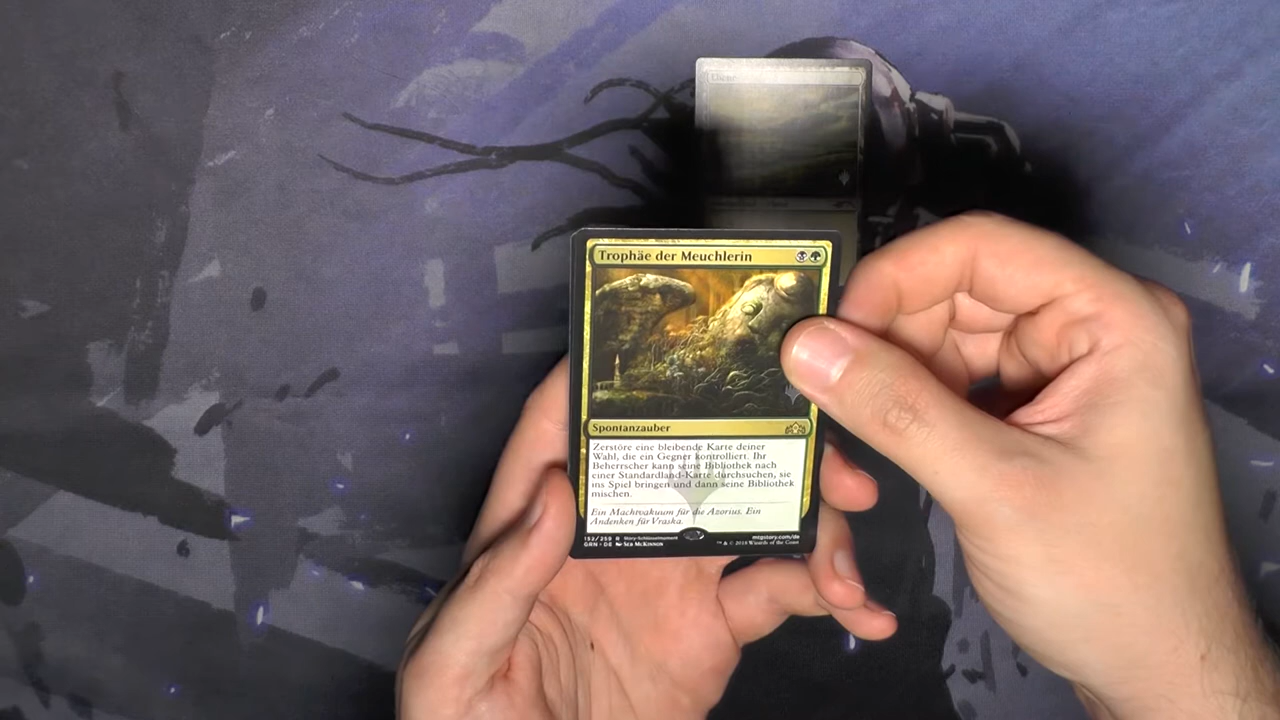 Trophäe der Meuchlerin
Spontanzauber
Zerstöre eine bleibende Karte deiner
Wahl, die ein Gegner kontrolliert. Ihr
Beherrscher kann seine Bibliothek nach
einer Standardland-Karte durchsuchen, sie
ins Spiel bringen und dann seine Bibliothek
mischen.
Ein Machtvakuum für die Azorius. Ein
Andenken für Vraska.
152/259 R Story-Schlüsselmoment
mtgstory.com/de
GRN • DE Seb McKinnon
™ & © 2018 Wizards of the Coast